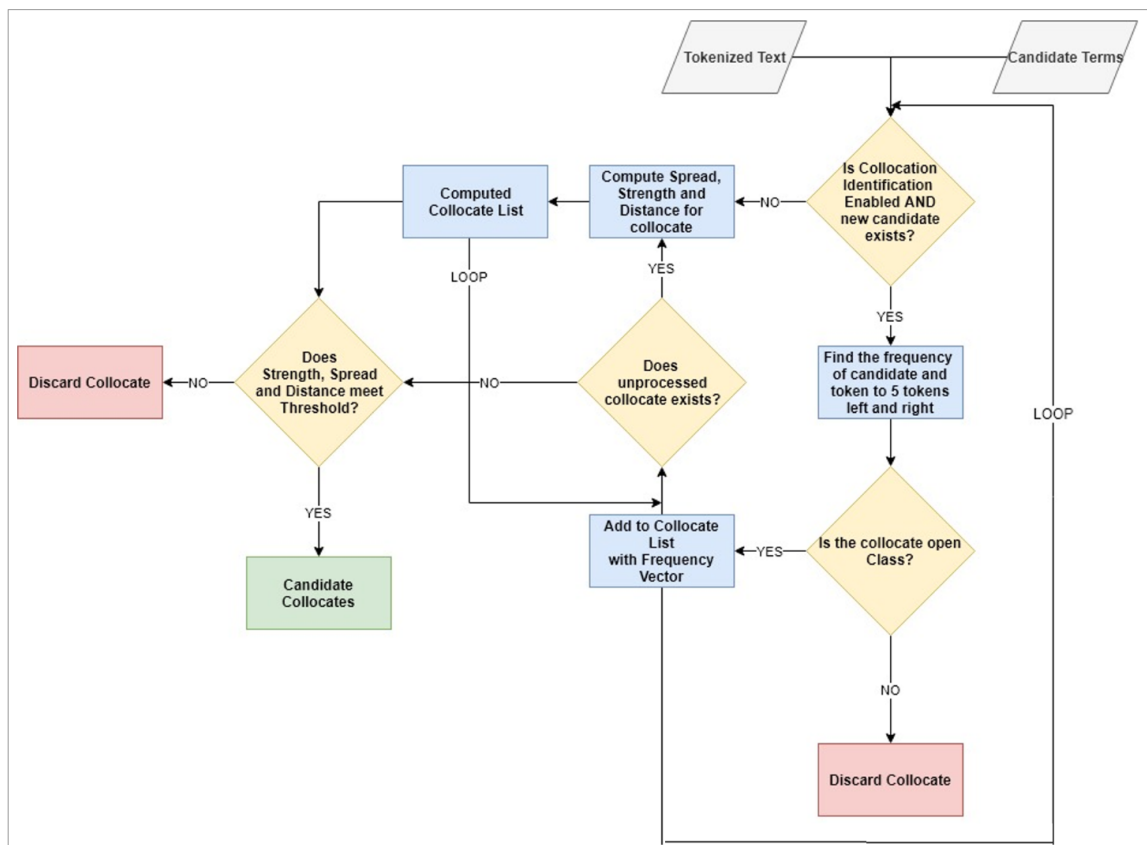 Tokenized Text
Candidate Terms
Is Collocation
Identification
Enabled AND
new candidate
exists?
NO
Compute Spread,
Strength and
Distance for
collocate
Computed
Collocate List
LOOP
YES
YES
Does
Strength, Spread
and Distance meet
Threshold?
NO
Discard Collocate
NO
Does
unprocessed
collocate exists?
Find the frequency
of candidate and
token to 5 tokens
left and right
LOOP
YES
Candidate
Collocates
Add to Collocate
List
with Frequency
Vector
YES
Is the collocate open
Class?
NO
Discard Collocate